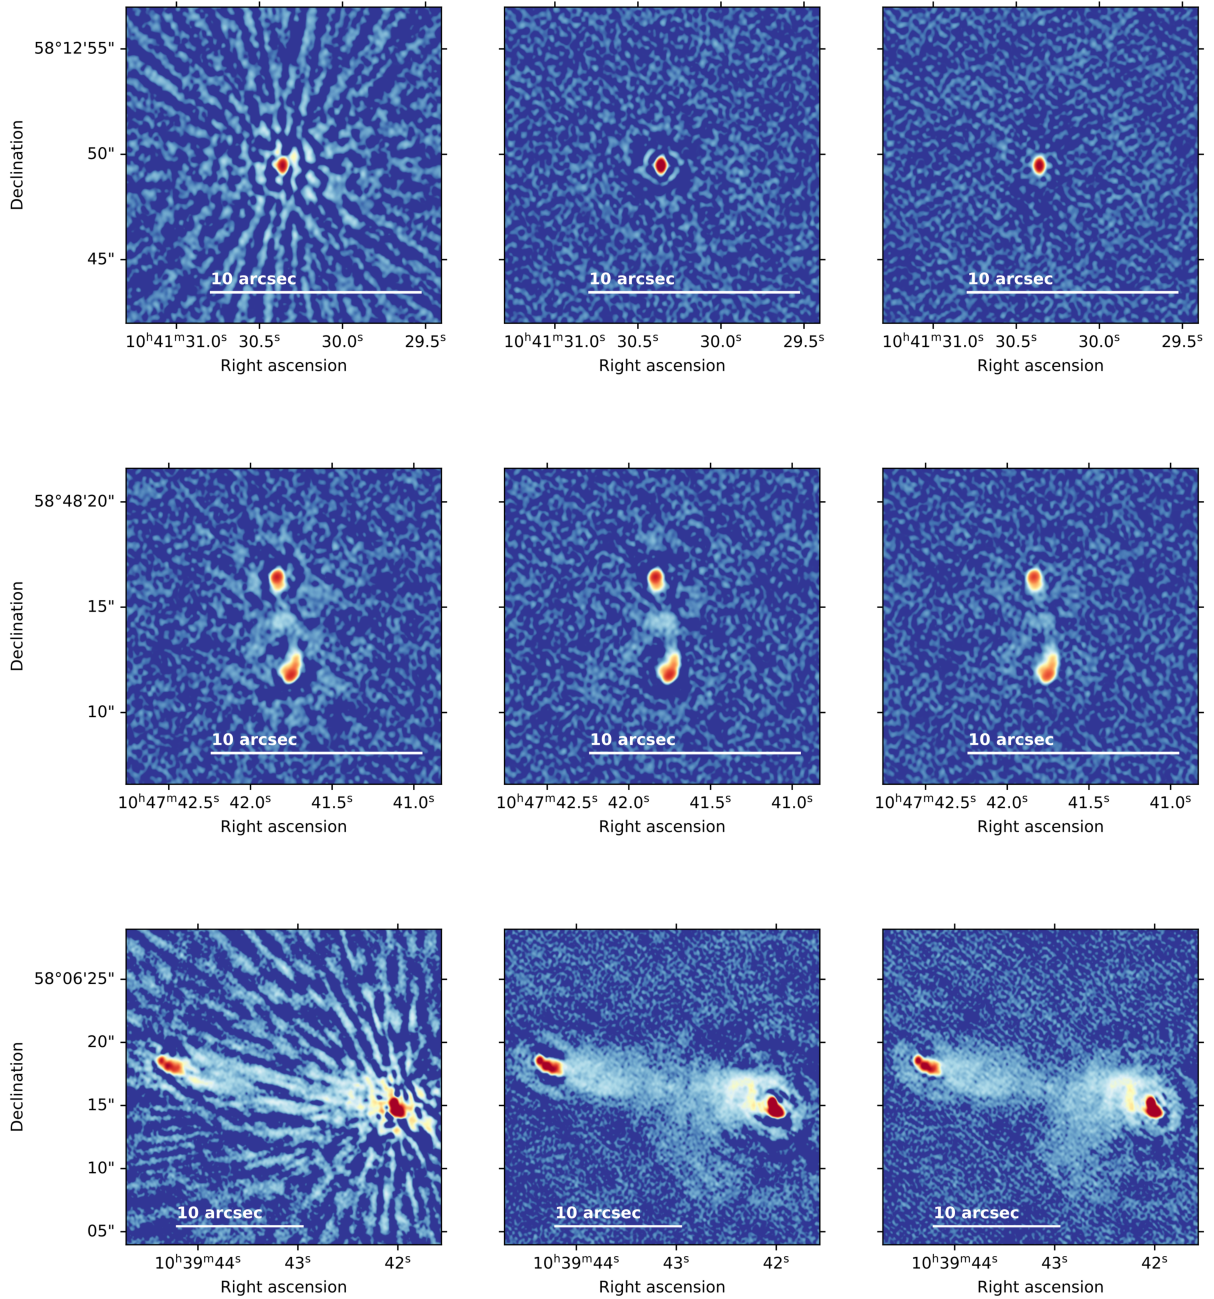 58°12'55"
50"
45"
Declination
10 arcsec
10 arcsec
10 arcsec
10ʰ41ᵐ31.0ˢ 30.5ˢ 30.0ˢ 29.5ˢ
10ʰ41ᵐ31.0ˢ 30.5ˢ 30.0ˢ 29.5ˢ
10ʰ41ᵐ31.0ˢ 30.5ˢ 30.0ˢ 29.5ˢ
Right ascension
Right ascension
Right ascension
58°48'20"
15"
10"
Declination
10 arcsec
10 arcsec
10 arcsec
10ʰ47ᵐ42.5ˢ 42.0ˢ 41.5ˢ 41.0ˢ
10ʰ47ᵐ42.5ˢ 42.0ˢ 41.5ˢ 41.0ˢ
10ʰ47ᵐ42.5ˢ 42.0ˢ 41.5ˢ 41.0ˢ
Right ascension
Right ascension
Right ascension
58°06'25"
20"
15"
10"
05"
Declination
10 arcsec
10 arcsec
10 arcsec
10ʰ39ᵐ44ˢ 43ˢ 42ˢ
10ʰ39ᵐ44ˢ 43ˢ 42ˢ
10ʰ39ᵐ44ˢ 43ˢ 42ˢ
Right ascension
Right ascension
Right ascension